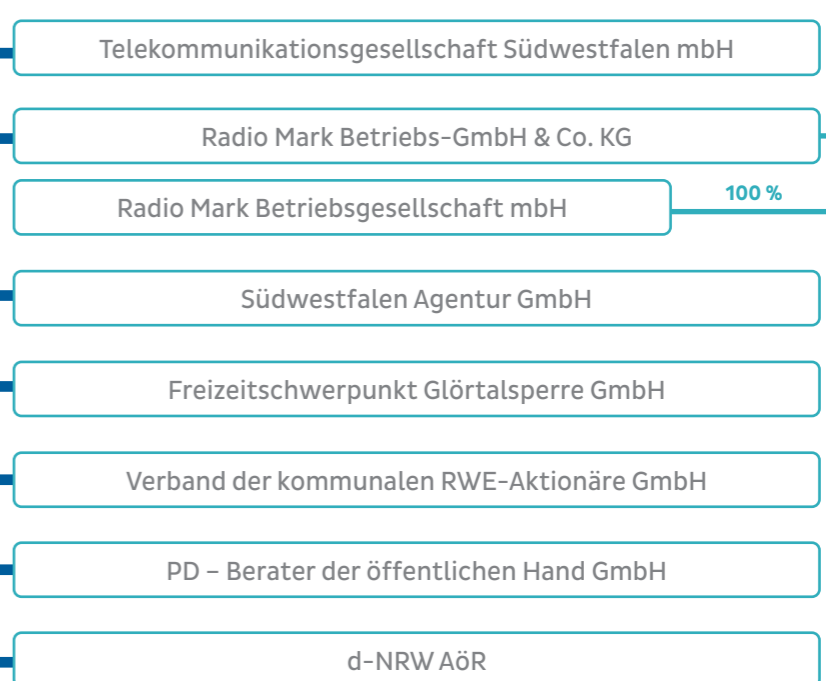 Telekommunikationsgesellschaft Südwestfalen mbH
Radio Mark Betriebs-GmbH & Co. KG
Radio Mark Betriebsgesellschaft mbH
100 %
Südwestfalen Agentur GmbH
Freizeitschwerpunkt Glörtalsperre GmbH
Verband der kommunalen RWE-Aktionäre GmbH
PD – Berater der öffentlichen Hand GmbH
d-NRW AöR